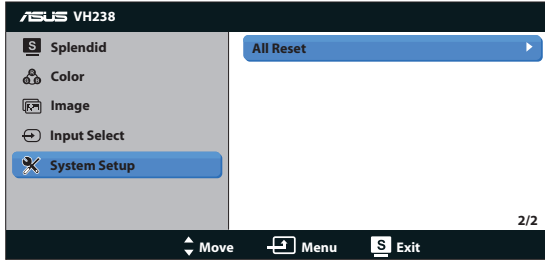 ASUS VH238
S Splendid
All Reset
Color
Image
Input Select
System Setup
2/2
Move Menu S Exit